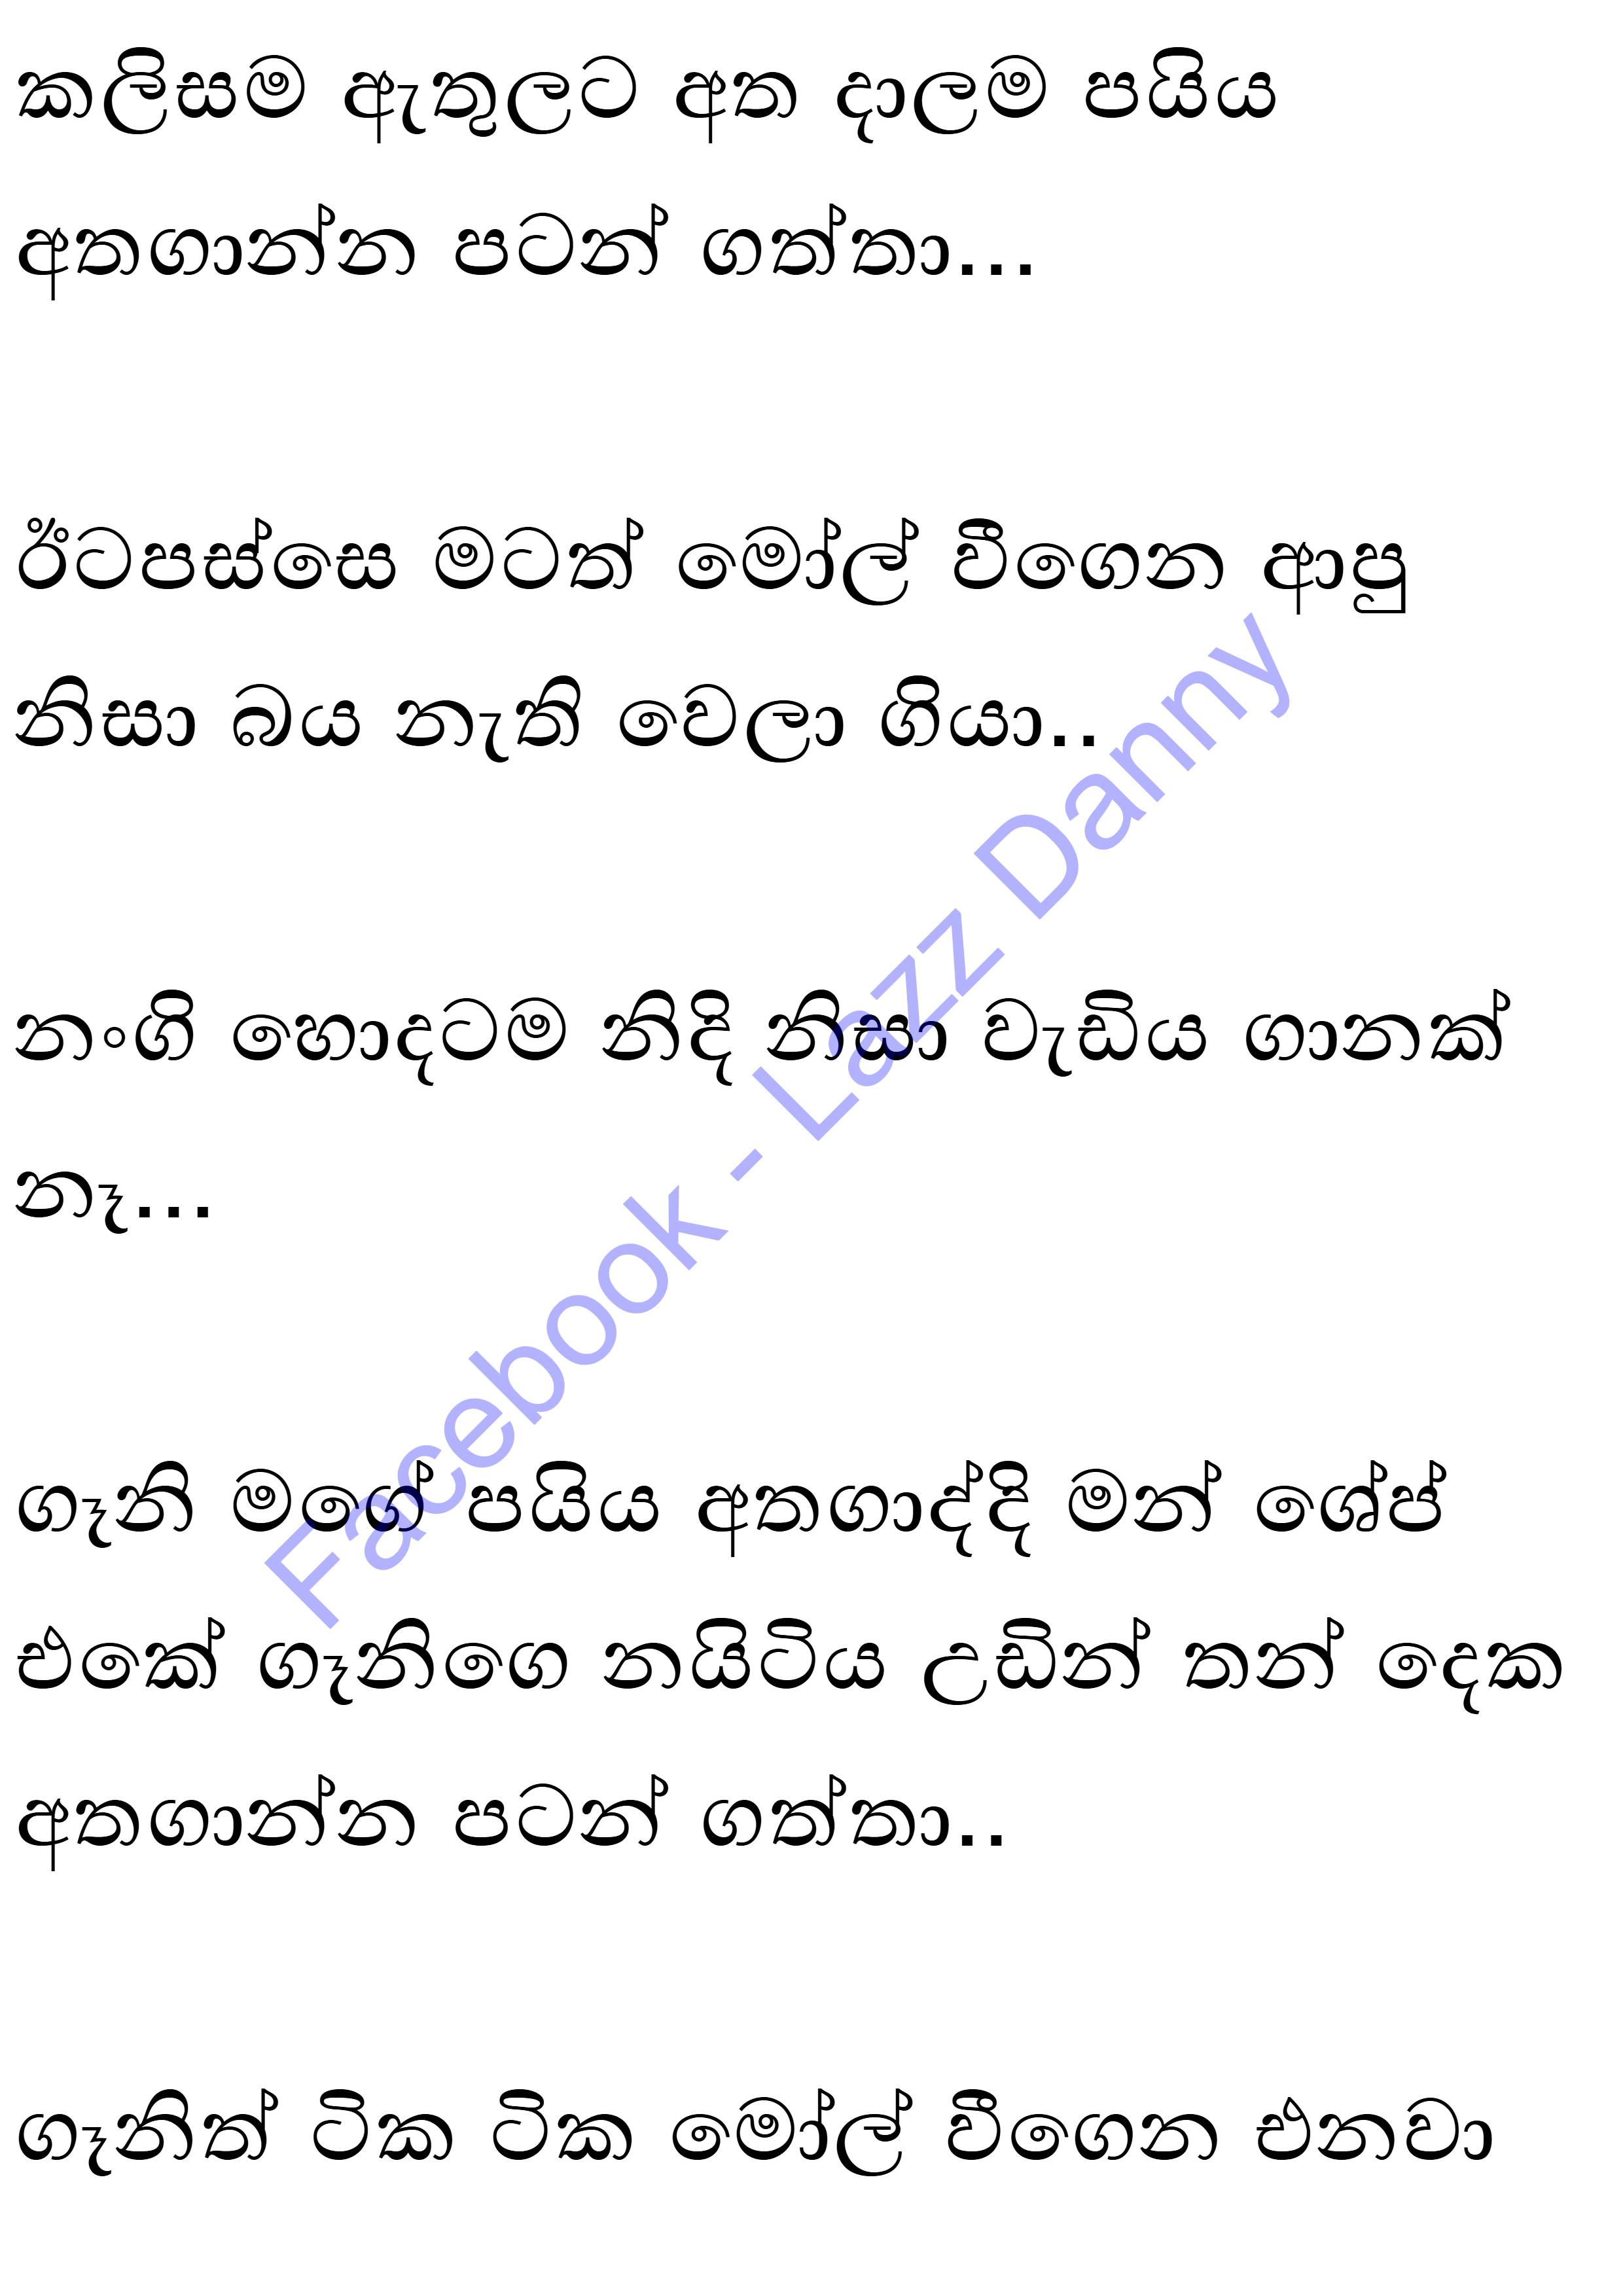 කලිසම ඇතුලට අත දාලම පයිය
අතගාන්න පටන් ගත්තා...
ඊටපස්සෙ මටත් මෝල් වීගෙන ආපු
නිසා බය නැති වෙලා ගියා..
නංගි හොදටම නිදි නිසා වැඩිය ගානක්
නෑ...
ගෑනි මගේ පයිය අතගාද්දි මන් ශේප්
එකේ ගෑනිගෙ නයිටිය උඩින් තන් දෙක
අතගාන්න පටන් ගත්තා..
ගෑනිත් ටික ටික මෝල් වීගෙන එනවා
Facebook - Lazz Danny